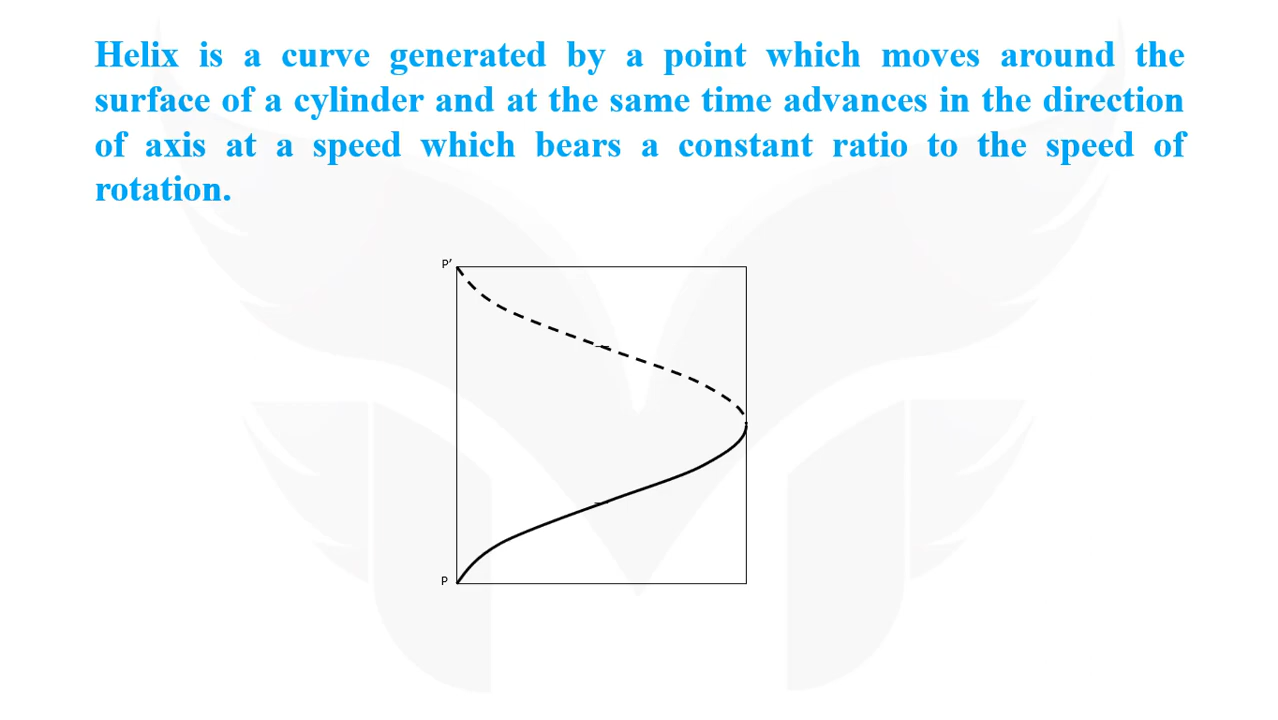 Helix is a curve generated by a point which moves around the
surface of a cylinder and at the same time advances in the direction
of axis at a speed which bears a constant ratio to the speed of
rotation.
P’
P